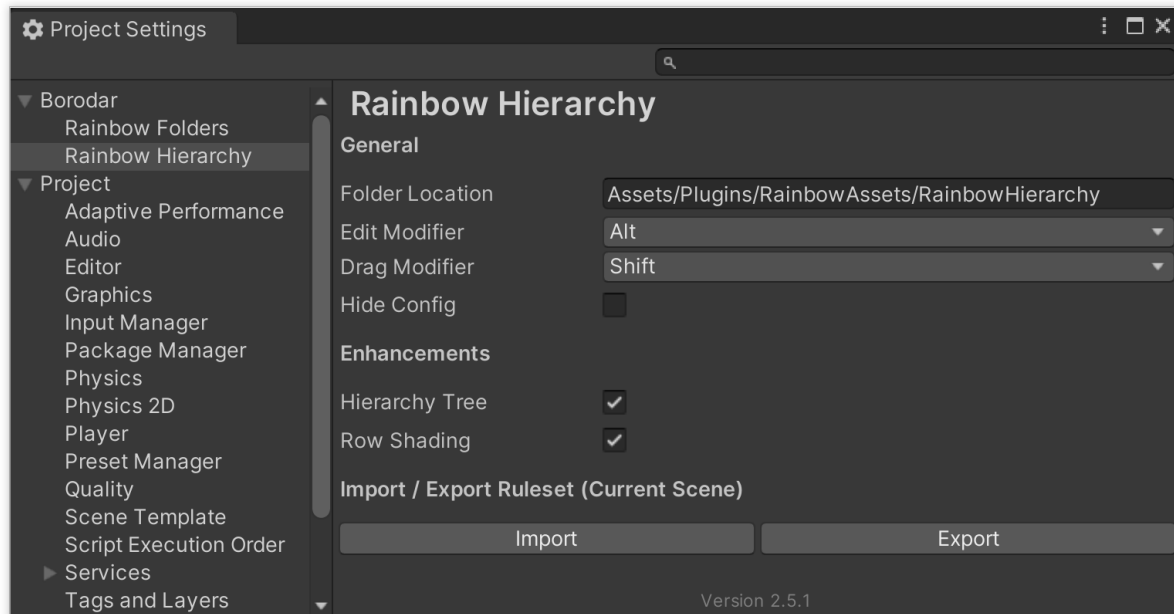 Project Settings
Borodar
Rainbow Folders
Rainbow Hierarchy
Project
Adaptive Performance
Audio
Editor
Graphics
Input Manager
Package Manager
Physics
Physics 2D
Player
Preset Manager
Quality
Scene Template
Script Execution Order
Services
Tags and Layers
Rainbow Hierarchy
General
Folder Location Assets/Plugins/RainbowAssets/RainbowHierarchy
Edit Modifier Alt
Drag Modifier Shift
Hide Config
Enhancements
Hierarchy Tree
Row Shading
Import / Export Ruleset (Current Scene)
Import Export
Version 2.5.1